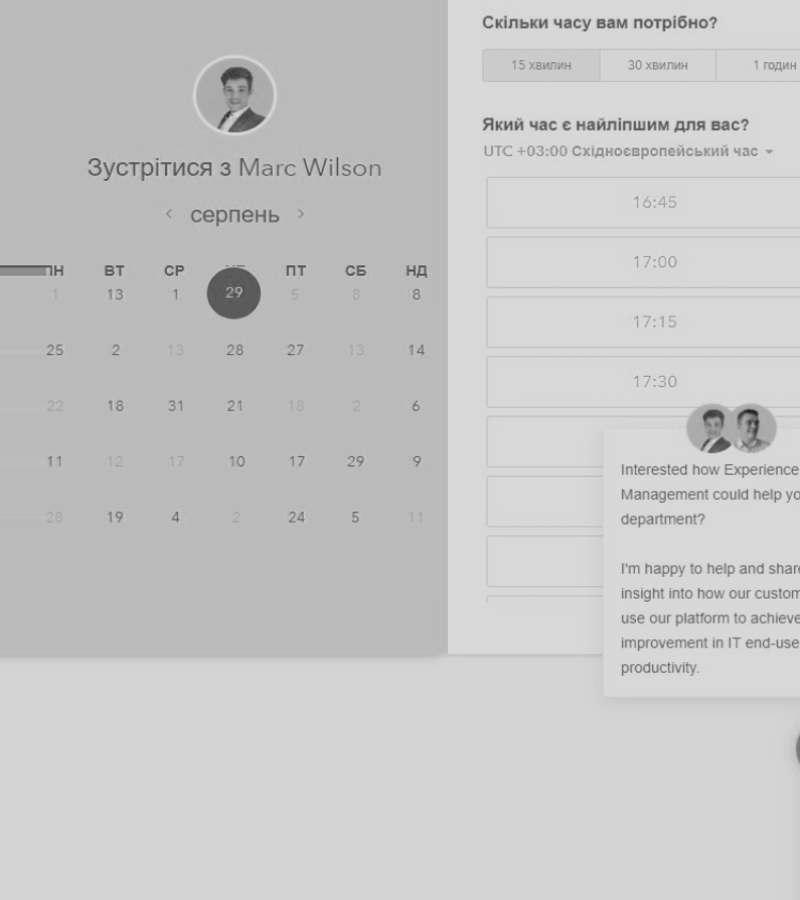 Зустрітися з Marc Wilson
серпень
ВТ СР ПТ СБ НД
1 13 1 29 5 8 8
25 2 13 28 27 13 14
22 18 31 21 18 2 6
11 12 17 10 17 29 9
28 19 4 2 24 5 11
Скільки часу вам потрібно?
15 хвилин 30 хвилин 1 годин
Який час є найліпшим для вас?
UTC +03:00 Східноєвропейський час
16:45
17:00
17:15
17:30
Interested how Experience
Management could help yo
department?
I'm happy to help and share
insight into how our custom
use our platform to achieve
improvement in IT end-use
productivity.